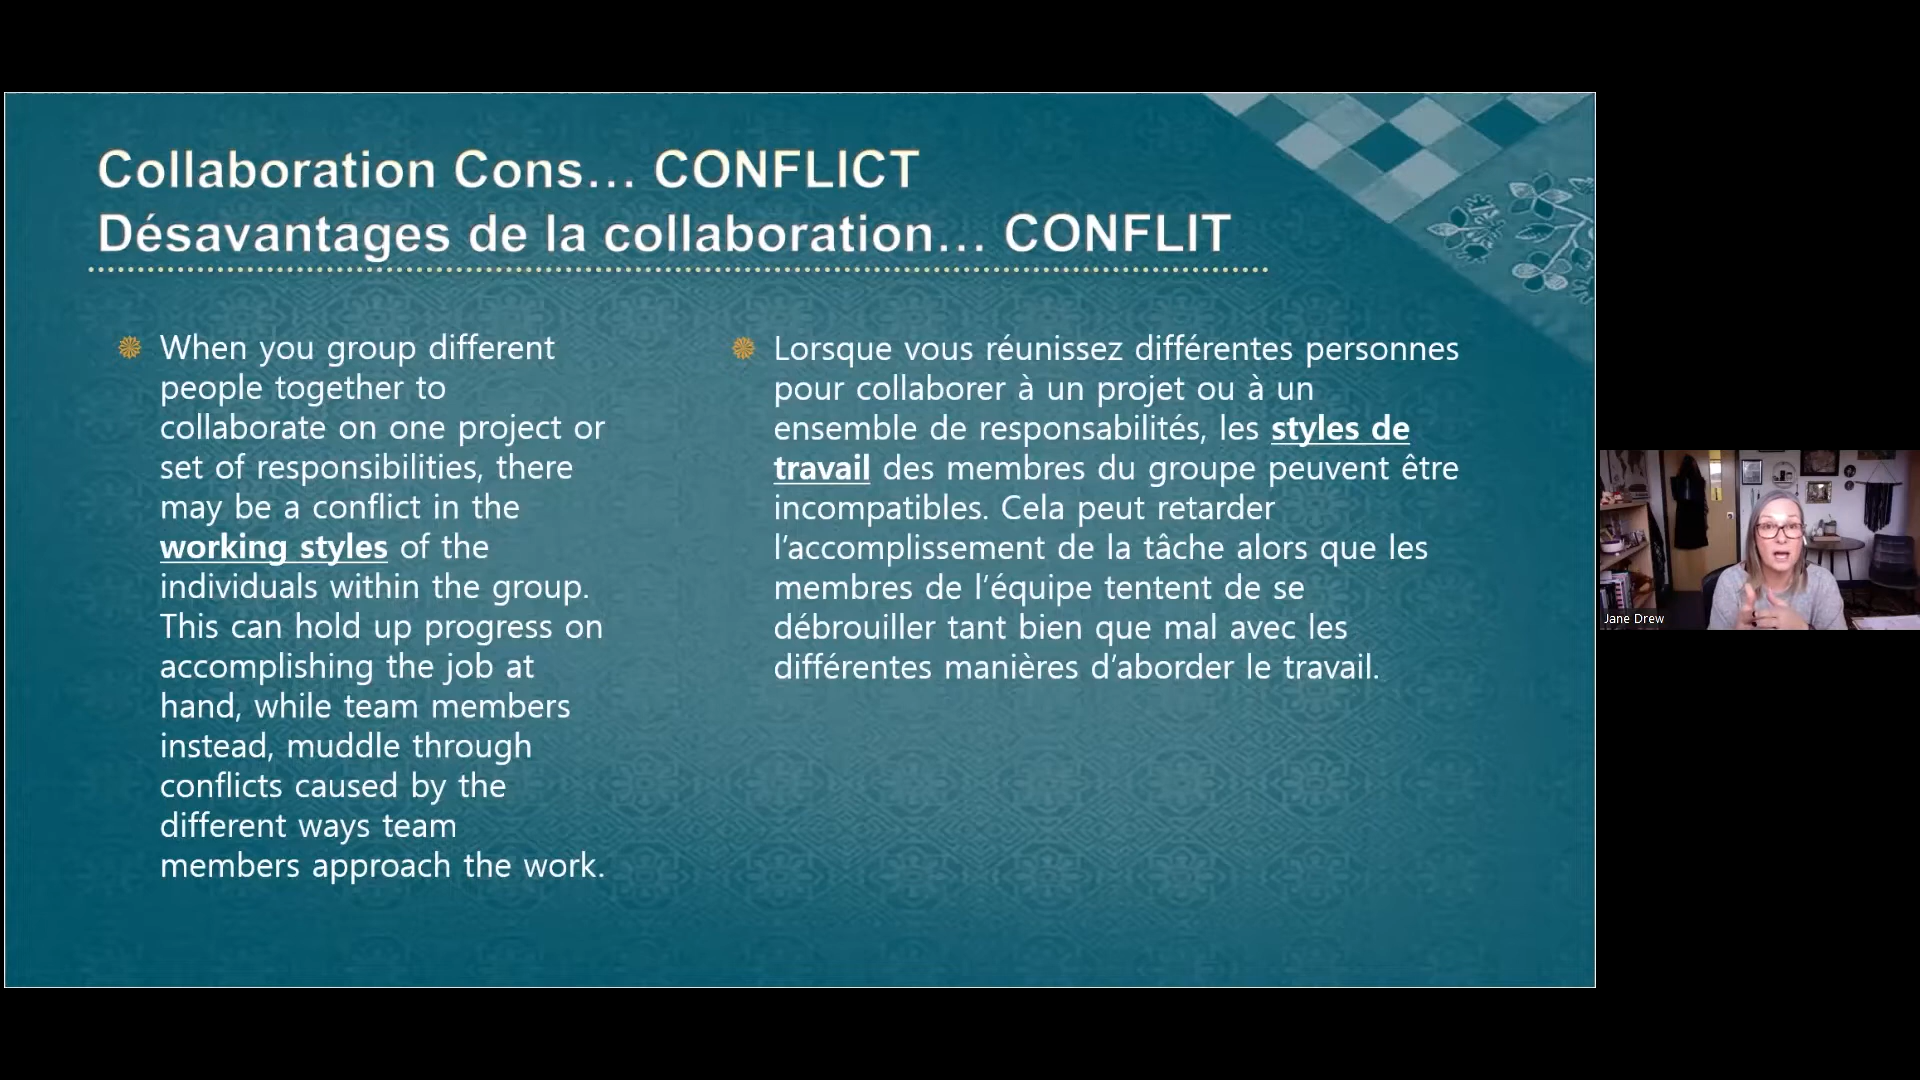 Collaboration Cons... CONFLICT
Désavantages de la collaboration... CONFLIT
When you group different
people together to
collaborate on one project or
set of responsibilities, there
may be a conflict in the
working styles of the
individuals within the group.
This can hold up progress on
accomplishing the job at
hand, while team members
instead, muddle through
conflicts caused by the
different ways team
members approach the work.
Lorsque vous réunissez différentes personnes
pour collaborer à un projet ou à un
ensemble de responsabilités, les styles de
travail des membres du groupe peuvent être
incompatibles. Cela peut retarder
l’accomplissement de la tâche alors que les
membres de l’équipe tentent de se
débrouiller tant bien que mal avec les
différentes manières d’aborder le travail.
Jane Drew